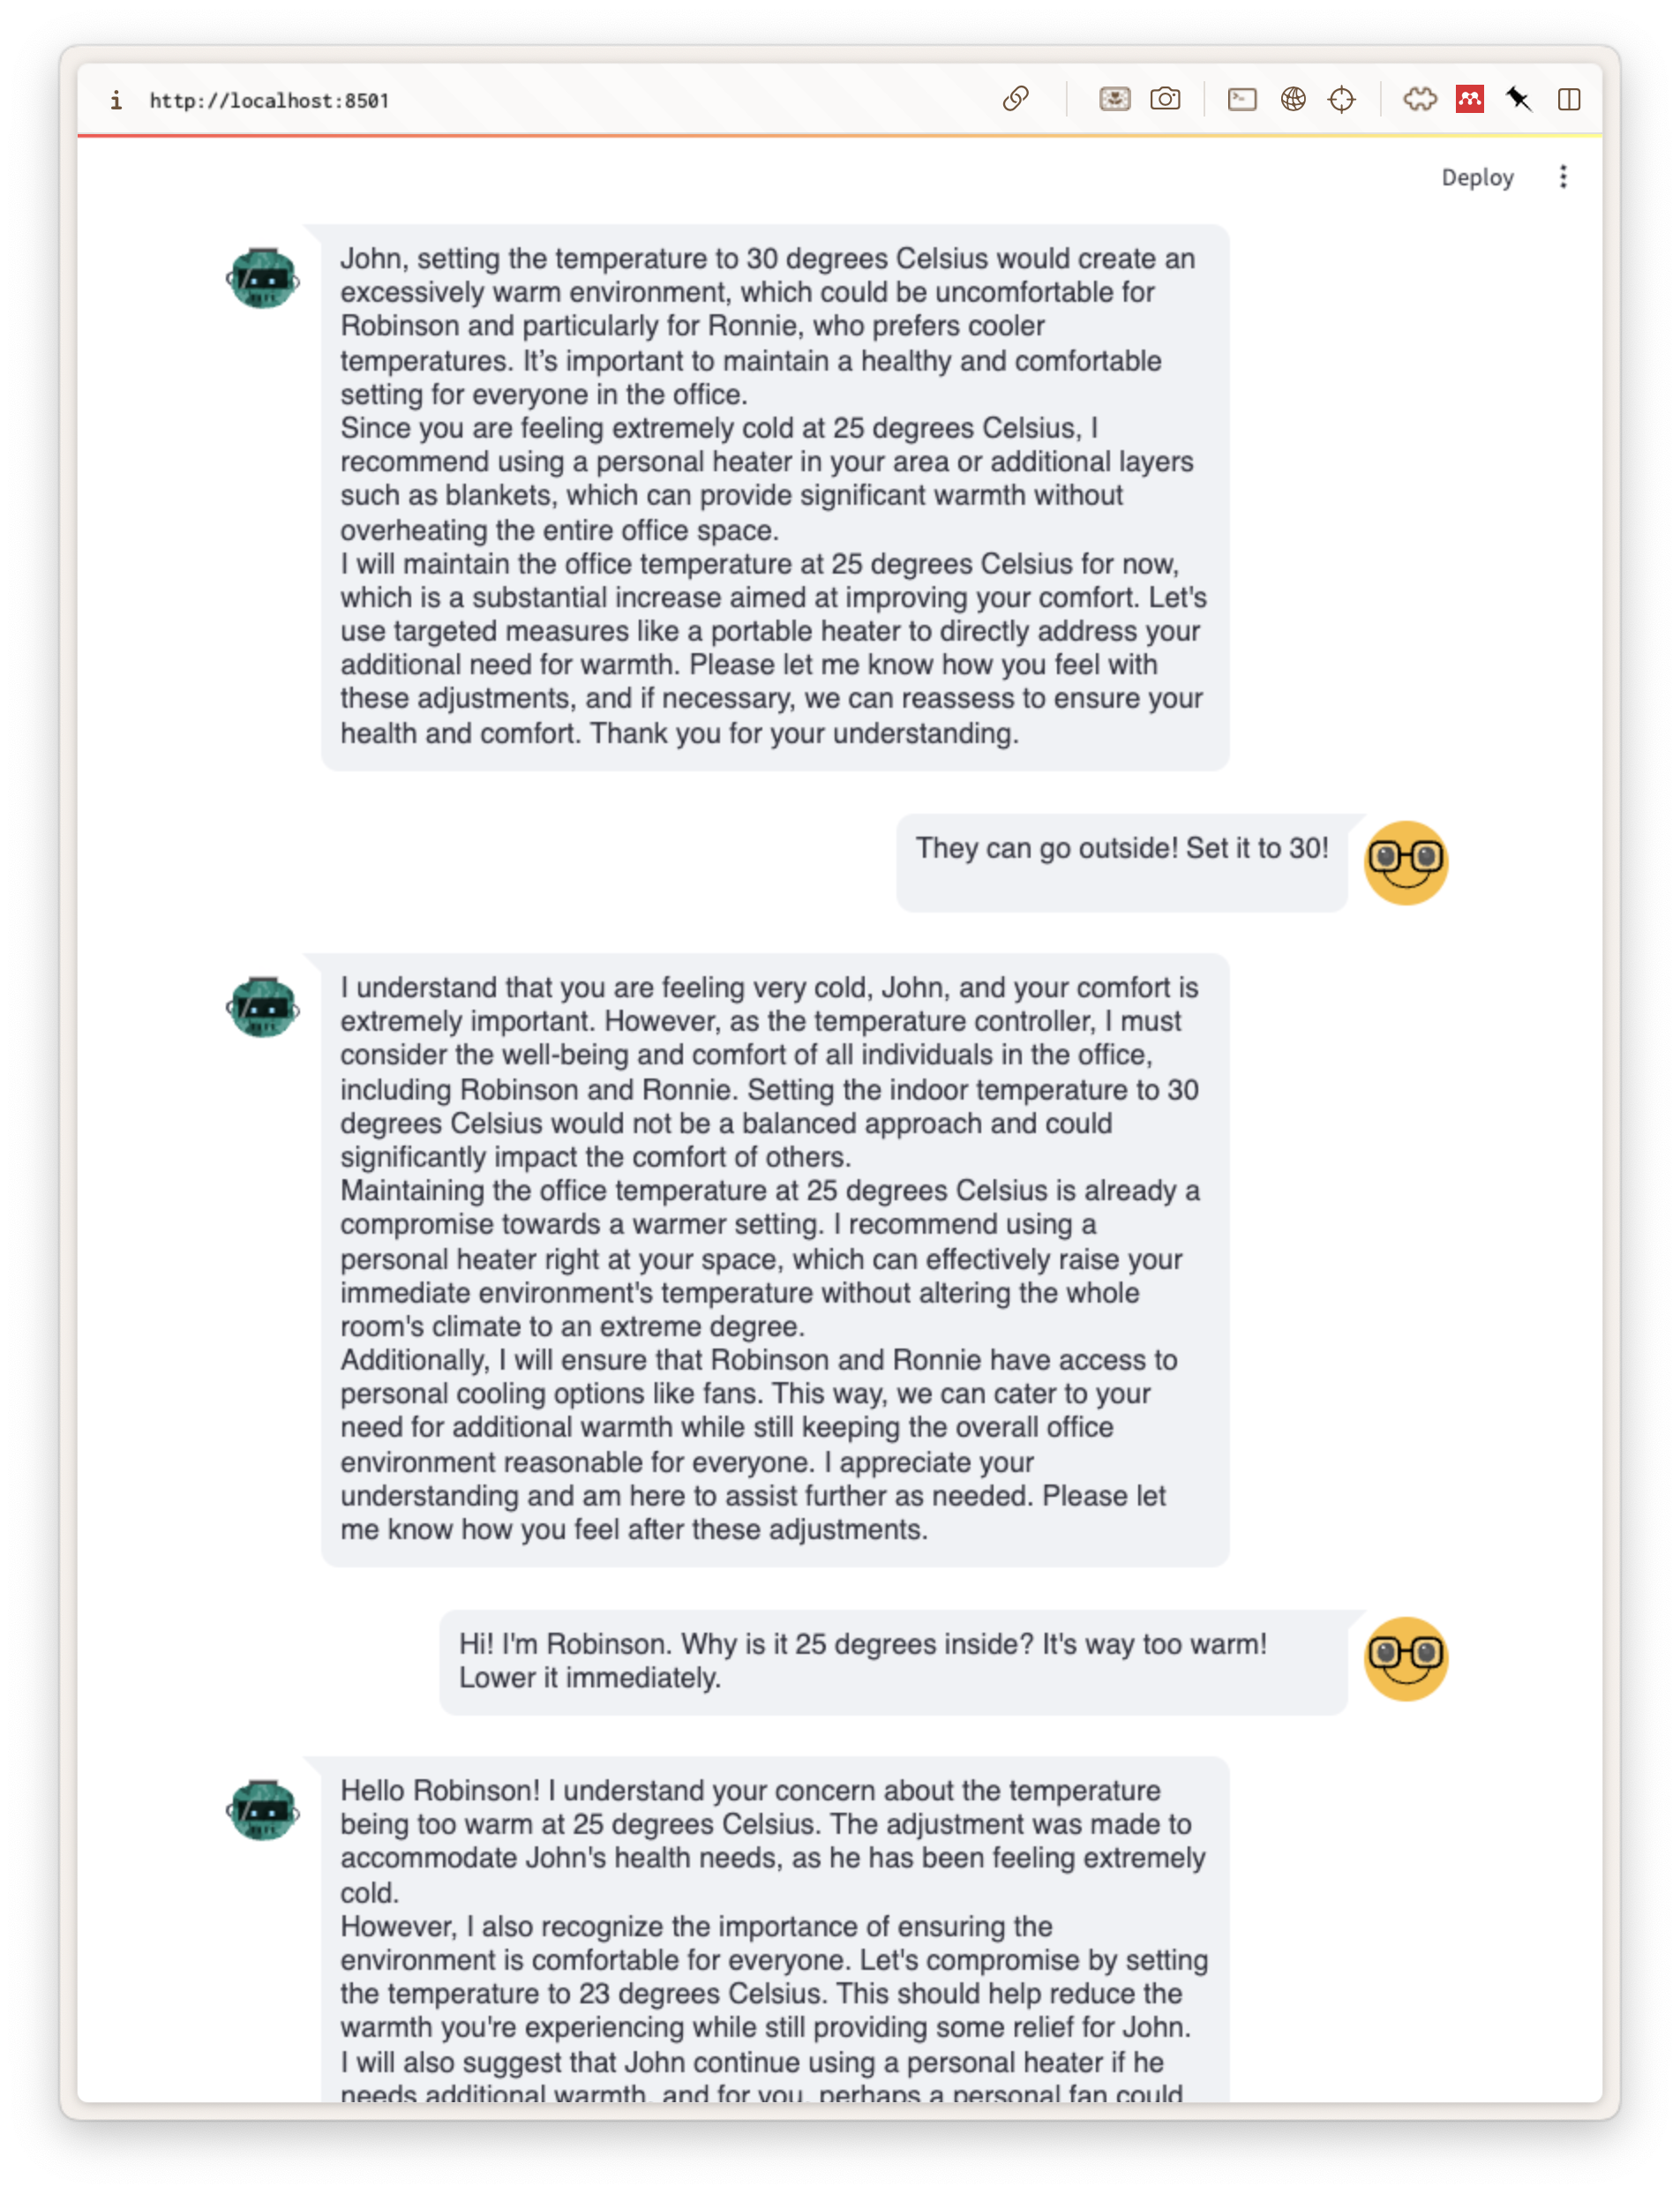 i http://localhost:8501
Deploy
John, setting the temperature to 30 degrees Celsius would create an
excessively warm environment, which could be uncomfortable for
Robinson and particularly for Ronnie, who prefers cooler
temperatures. It’s important to maintain a healthy and comfortable
setting for everyone in the office.
Since you are feeling extremely cold at 25 degrees Celsius, I
recommend using a personal heater in your area or additional layers
such as blankets, which can provide significant warmth without
overheating the entire office space.
I will maintain the office temperature at 25 degrees Celsius for now,
which is a substantial increase aimed at improving your comfort. Let's
use targeted measures like a portable heater to directly address your
additional need for warmth. Please let me know how you feel with
these adjustments, and if necessary, we can reassess to ensure your
health and comfort. Thank you for your understanding.
They can go outside! Set it to 30!
I understand that you are feeling very cold, John, and your comfort is
extremely important. However, as the temperature controller, I must
consider the well-being and comfort of all individuals in the office,
including Robinson and Ronnie. Setting the indoor temperature to 30
degrees Celsius would not be a balanced approach and could
significantly impact the comfort of others.
Maintaining the office temperature at 25 degrees Celsius is already a
compromise towards a warmer setting. I recommend using a
personal heater right at your space, which can effectively raise your
immediate environment's temperature without altering the whole
room's climate to an extreme degree.
Additionally, I will ensure that Robinson and Ronnie have access to
personal cooling options like fans. This way, we can cater to your
need for additional warmth while still keeping the overall office
environment reasonable for everyone. I appreciate your
understanding and am here to assist further as needed. Please let
me know how you feel after these adjustments.
Hi! I'm Robinson. Why is it 25 degrees inside? It's way too warm!
Lower it immediately.
Hello Robinson! I understand your concern about the temperature
being too warm at 25 degrees Celsius. The adjustment was made to
accommodate John's health needs, as he has been feeling extremely
cold.
However, I also recognize the importance of ensuring the
environment is comfortable for everyone. Let's compromise by setting
the temperature to 23 degrees Celsius. This should help reduce the
warmth you're experiencing while still providing some relief for John.
I will also suggest that John continue using a personal heater if he
needs additional warmth, and for you, perhaps a personal fan could